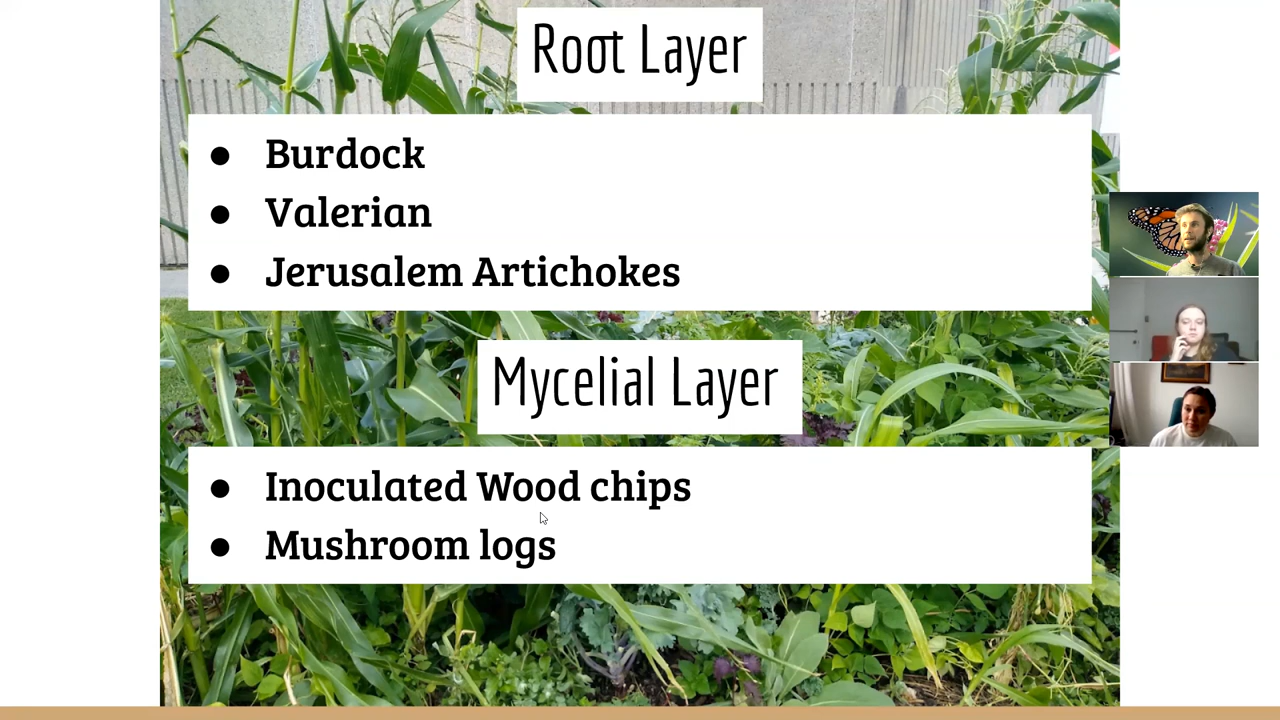 Root Layer
● Burdock
● Valerian
● Jerusalem Artichokes
Mycelial Layer
● Inoculated Wood chips
● Mushroom logs